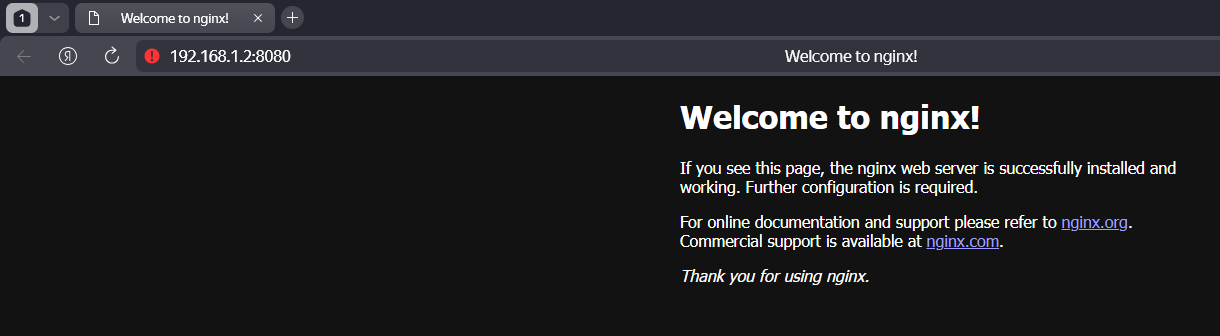 1
Welcome to nginx!
Я
192.168.1.2:8080
Welcome to nginx!
Welcome to nginx!
If you see this page, the nginx web server is successfully installed and
working. Further configuration is required.
For online documentation and support please refer to nginx.org.
Commercial support is available at nginx.com.
Thank you for using nginx.